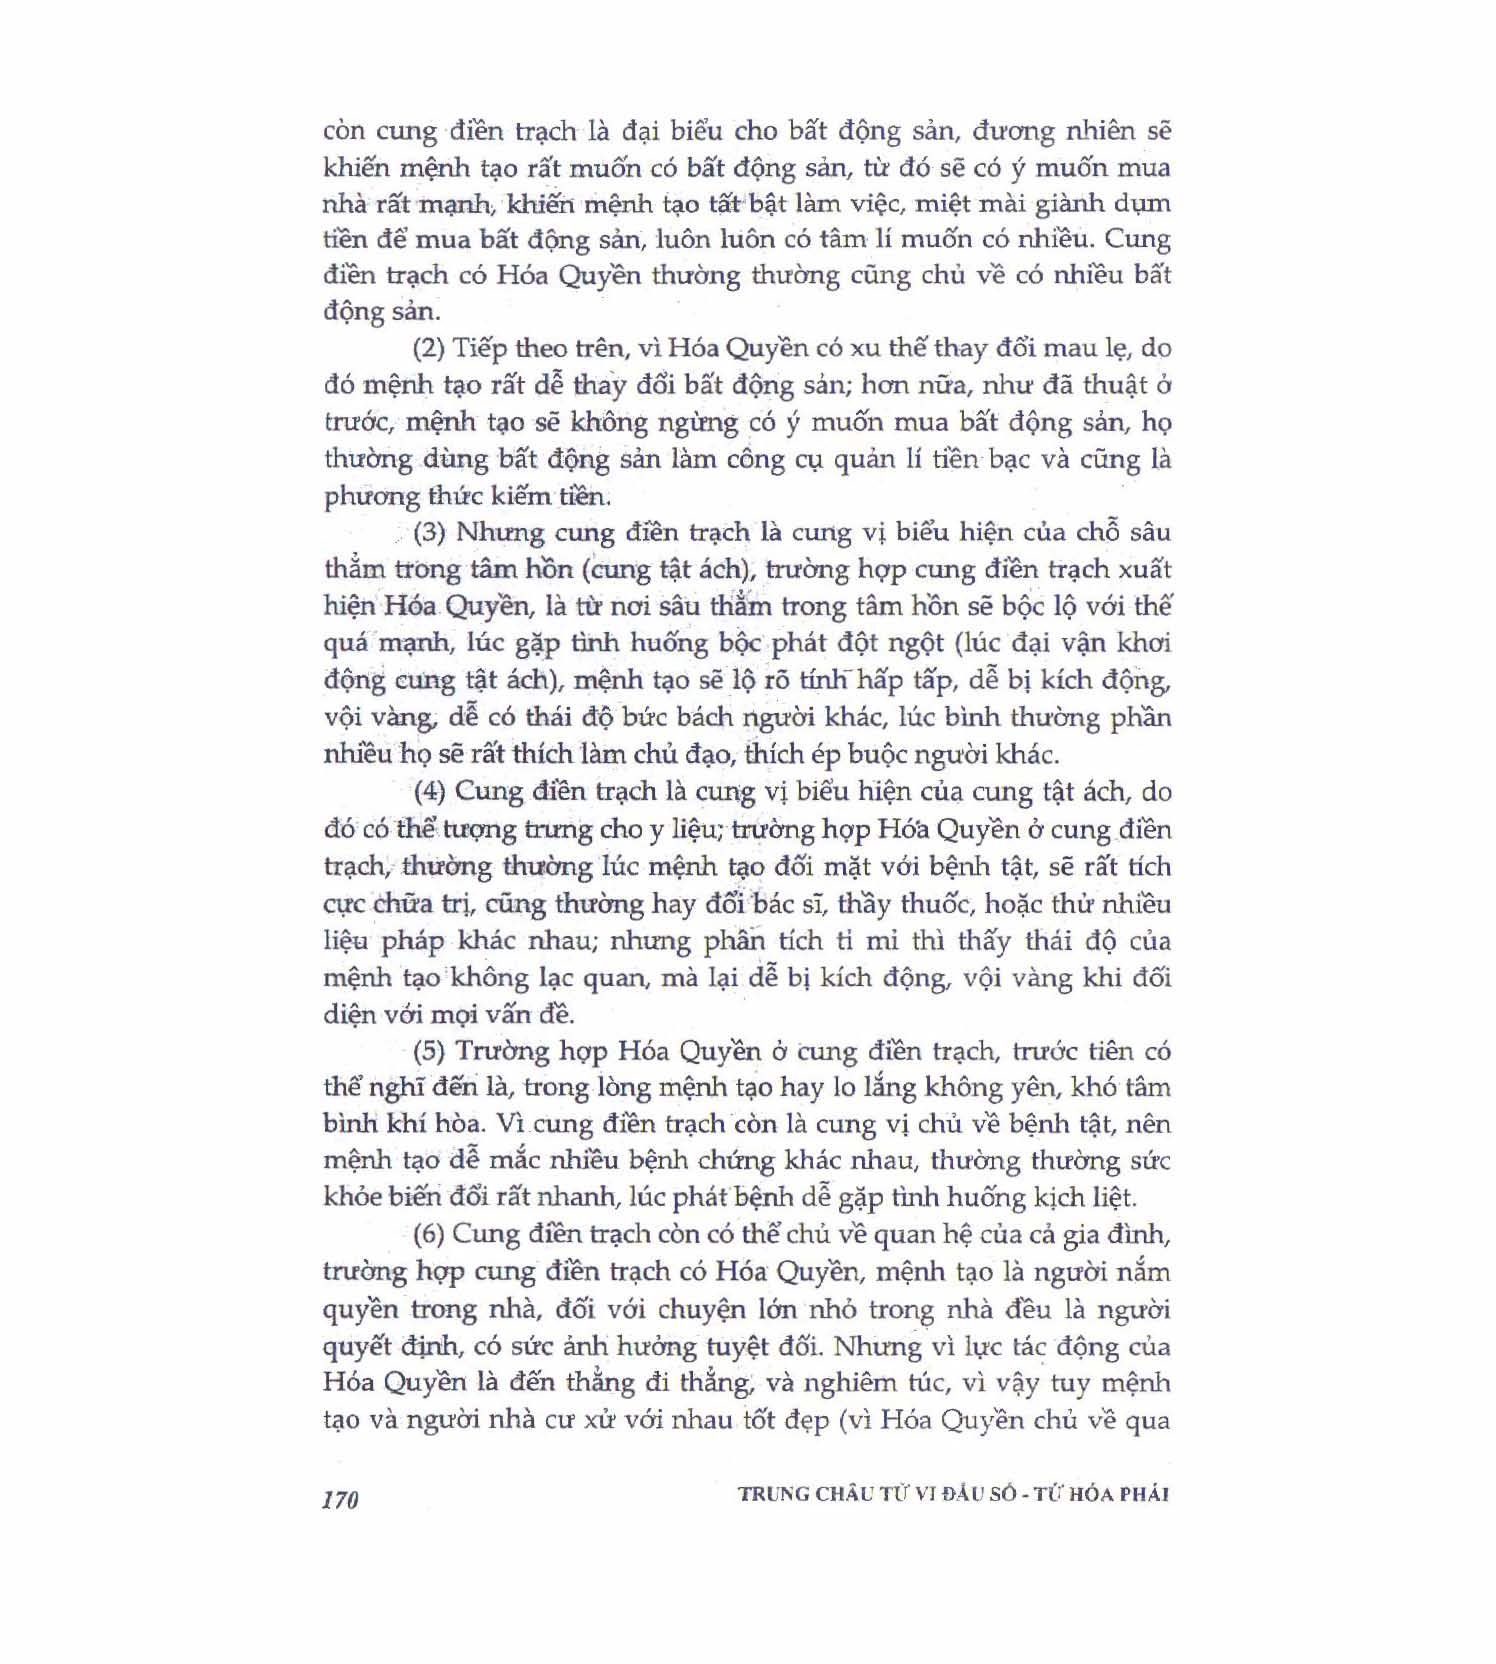 còn cung điền trạch là đại biểu cho bất động sản, đương nhiên sẽ
khiến mệnh tạo rất muốn có bất động sản, từ đó sẽ có ý muốn mua
nhà rất mạnh, khiến mệnh tạo tất bật làm việc, miệt mài giành dụm
tiền để mua bất động sản, luôn luôn có tâm lí muốn có nhiều. Cung
điền trạch có Hóa Quyền thường thường cũng chủ về có nhiều bất
động sản.
(2) Tiếp theo trên, vì Hóa Quyền có xu thế thay đổi mau lẹ, do
đó mệnh tạo rất dễ thay đổi bất động sản; hơn nữa, như đã thuật ở
trước, mệnh tạo sẽ không ngừng có ý muốn mua bất động sản, họ
thường dùng bất động sản làm công cụ quản lí tiền bạc và cũng là
phương thức kiếm tiền.
(3) Nhưng cung điền trạch là cung vị biểu hiện của chỗ sâu
thẳm trong tâm hồn (cung tật ách), trường hợp cung điền trạch xuất
hiện Hóa Quyền, là từ nơi sâu thẳm trong tâm hồn sẽ bộc lộ với thế
quá mạnh, lúc gặp tình huống bộc phát đột ngột (lúc đại vận khơi
động cung tật ách), mệnh tạo sẽ lộ rõ tính hấp tấp, dễ bị kích động,
vội vàng, dễ có thái độ bức bách người khác, lúc bình thường phần
nhiều họ sẽ rất thích làm chủ đạo, thích ép buộc người khác.
(4) Cung điền trạch là cung vị biểu hiện của cung tật ách, do
đó có thể tượng trưng cho y liệu; trường hợp Hóa Quyền ở cung điền
trạch, thường thường lúc mệnh tạo đối mặt với bệnh tật, sẽ rất tích
cực chữa trị, cũng thường hay đổi bác sĩ, thầy thuốc, hoặc thử nhiều
liệu pháp khác nhau; nhưng phân tích tỉ mỉ thì thấy thái độ của
mệnh tạo không lạc quan, mà lại dễ bị kích động, vội vàng khi đối
diện với mọi vấn đề.
(5) Trường hợp Hóa Quyền ở cung điền trạch, trước tiên có
thể nghĩ đến là, trong lòng mệnh tạo hay lo lắng không yên, khó tâm
bình khí hòa. Vì cung điền trạch còn là cung vị chủ về bệnh tật, nên
mệnh tạo dễ mắc nhiều bệnh chứng khác nhau, thường thường sức
khỏe biến đổi rất nhanh, lúc phát bệnh dễ gặp tình huống kịch liệt.
(6) Cung điền trạch còn có thể chủ về quan hệ của cả gia đình,
trường hợp cung điền trạch có Hóa Quyền, mệnh tạo là người nắm
quyền trong nhà, đối với chuyện lớn nhỏ trong nhà đều là người
quyết định, có sức ảnh hưởng tuyệt đối. Nhưng vì lực tác động của
Hóa Quyền là đến thẳng đi thẳng, và nghiêm túc, vì vậy tuy mệnh
tạo và người nhà cư xử với nhau tốt đẹp (vì Hóa Quyền chủ về qua
170 TRUNG CHÂU TỬ VI ĐẨU SỐ - TỨ HÓA PHÁI